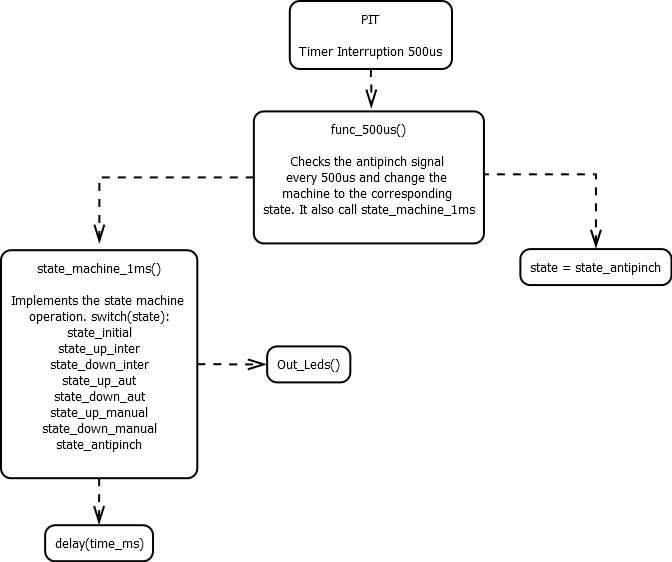 PIT
Timer Interruption 500us
func_500us()
Checks the antipinch signal
every 500us and change the
machine to the corresponding
state. It also call state_machine_1ms
state_machine_1ms()
Implements the state machine
operation. switch(state):
state_initial
state_up_inter
state_down_inter
state_up_aut
state_down_aut
state_up_manual
state_down_manual
state_antipinch
state = state_antipinch
Out_Leds()
delay(time_ms)